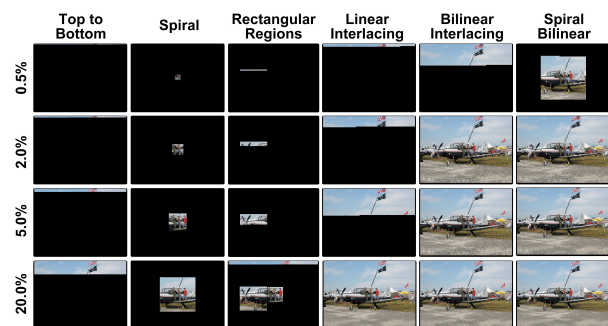 Top to
Bottom
Spiral
Rectangular
Regions
Linear
Interlacing
Bilinear
Interlacing
Spiral
Bilinear
0.5%
2.0%
5.0%
20.0%